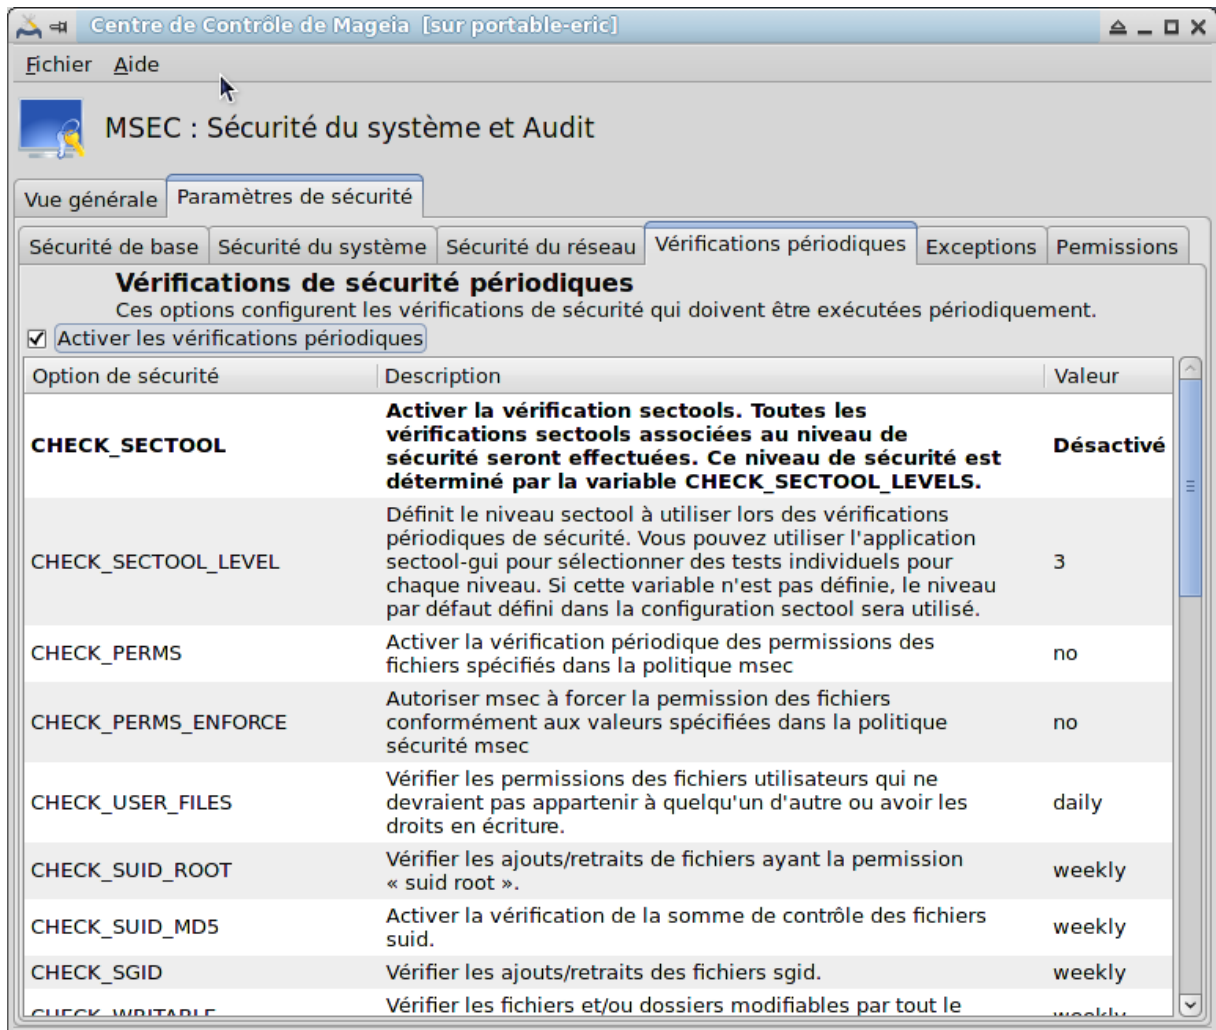 Centre de Contrôle de Mageia [sur portable-eric]
Fichier Aide
MSEC : Sécurité du système et Audit
Vue générale Paramètres de sécurité
Sécurité de base Sécurité du système Sécurité du réseau Vérifications périodiques Exceptions Permissions
Vérifications de sécurité périodiques
Ces options configurent les vérifications de sécurité qui doivent être exécutées périodiquement.
Activer les vérifications périodiques
Option de sécurité Description Valeur
CHECK_SECTOOL
Activer la vérification sectools. Toutes les
vérifications sectools associées au niveau de
sécurité seront effectuées. Ce niveau de sécurité est
déterminé par la variable CHECK_SECTOOL_LEVELS.
Désactivé
CHECK_SECTOOL_LEVEL
Définit le niveau sectool à utiliser lors des vérifications
périodiques de sécurité. Vous pouvez utiliser l'application
sectool-gui pour sélectionner des tests individuels pour
chaque niveau. Si cette variable n'est pas définie, le niveau
par défaut défini dans la configuration sectool sera utilisé.
3
CHECK_PERMS
Activer la vérification périodique des permissions des
fichiers spécifiés dans la politique msec
no
CHECK_PERMS_ENFORCE
Autoriser msec à forcer la permission des fichiers
conformément aux valeurs spécifiées dans la politique
sécurité msec
no
CHECK_USER_FILES
Vérifier les permissions des fichiers utilisateurs qui ne
devraient pas appartenir à quelqu'un d'autre ou avoir les
droits en écriture.
daily
CHECK_SUID_ROOT
Vérifier les ajouts/retraits de fichiers ayant la permission
« suid root ».
weekly
CHECK_SUID_MD5
Activer la vérification de la somme de contrôle des fichiers
suid.
weekly
CHECK_SGID
Vérifier les ajouts/retraits des fichiers sgid.
weekly
CHECK_WRITABLE
Vérifier les fichiers et/ou dossiers modifiables par tout le
weekly